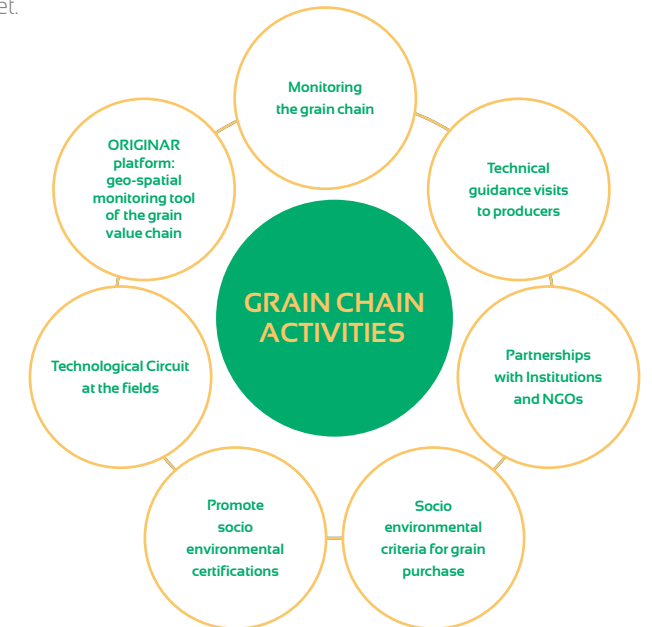 et.
Monitoring
the grain chain
Technical
guidance visits
to producers
Partnerships
with Institutions
and NGOs
Socio
environmental
criteria for grain
purchase
Promote
socio
environmental
certifications
Technological Circuit
at the fields
ORIGINAR
platform:
geo-spatial
monitoring tool
of the grain
value chain
GRAIN CHAIN
ACTIVITIES